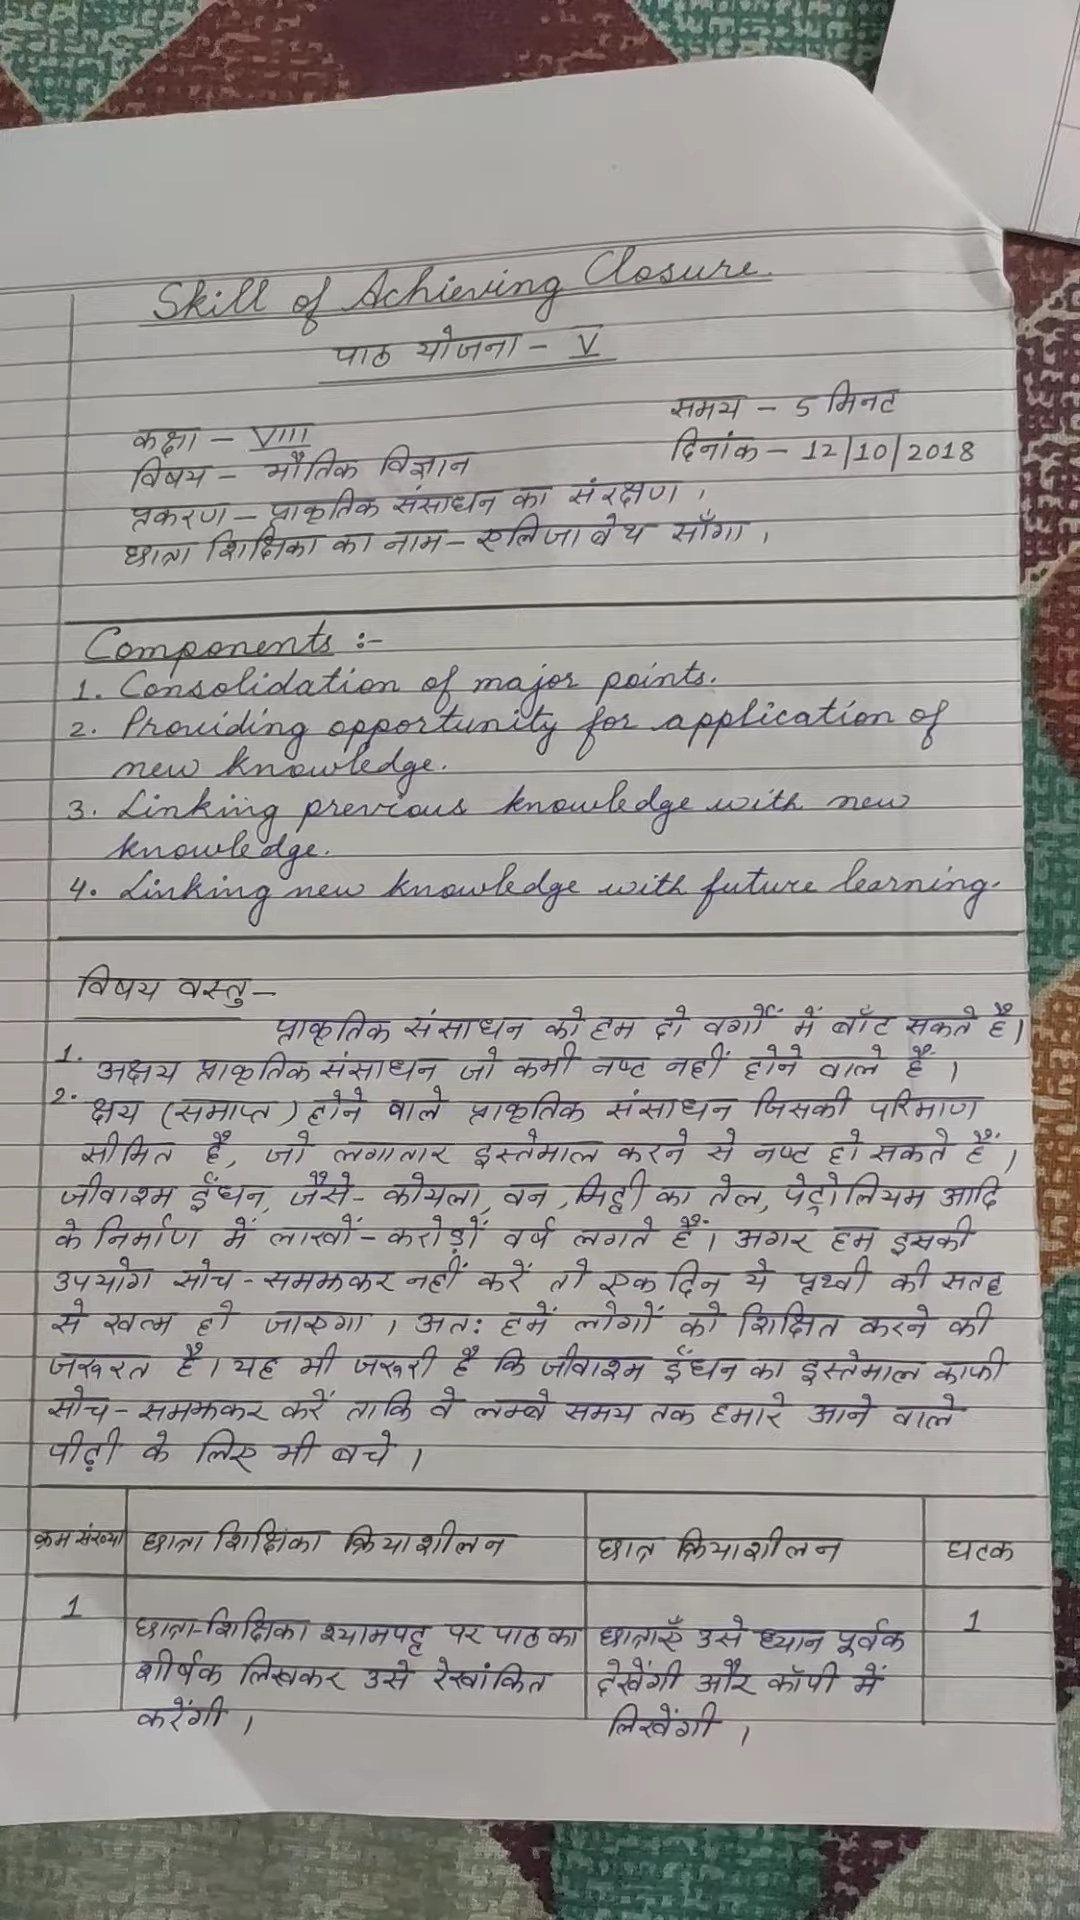 Skill of Achieving Closure.
पाठ योजना - V
समय - 5 मिनट
कक्षा - VIII
दिनांक - 12/10/2018
विषय - भौतिक विज्ञान
प्रकरण - प्राकृतिक संसाधन का संरक्षण।
छात्रा शिक्षिका का नाम - एलिजाबेथ साँगा।
Components :-
1. Consolidation of major points.
2. Providing opportunity for application of
new knowledge.
3. Linking previous knowledge with new
knowledge.
4. Linking new knowledge with future learning.
विषय वस्तु -
प्राकृतिक संसाधन को हम दो वर्गों में बाँट सकते है।
1. अक्षय प्राकृतिक संसाधन जो कभी नष्ट नहीं होने वाले हैं।
2. क्षय (समाप्त) होने वाले प्राकृतिक संसाधन जिसकी परिमाण
सीमित है, जो लगातार इस्तेमाल करने से नष्ट हो सकते हैं।
जीवाश्म ईंधन, जैसे - कोयला, वन, मिट्टी का तेल, पेट्रोलियम आदि
के निर्माण में लाखों - करोड़ों वर्ष लगते हैं। अगर हम इसकी
उपयोग सोच - समझकर नहीं करें तो एक दिन ये पृथ्वी की सतह
से खत्म हो जाएगा। अतः हमें लोगों को शिक्षित करने की
जरूरत है। यह भी जरूरी है कि जीवाश्म ईंधन का इस्तेमाल काफी
सोच - समझकर करें ताकि वे लम्बे समय तक हमारे आने वाले
पीढ़ी के लिए भी बचे।
क्रम संख्या छात्रा शिक्षिका क्रियाशीलन छात्र क्रियाशीलन घटक
1 छात्रा-शिक्षिका श्यामपट्ट पर पाठ का छात्राएँ उसे ध्यान पूर्वक 1
शीर्षक लिखकर उसे रेखांकित देखेंगी और कॉपी में
करेंगी। लिखेंगी।